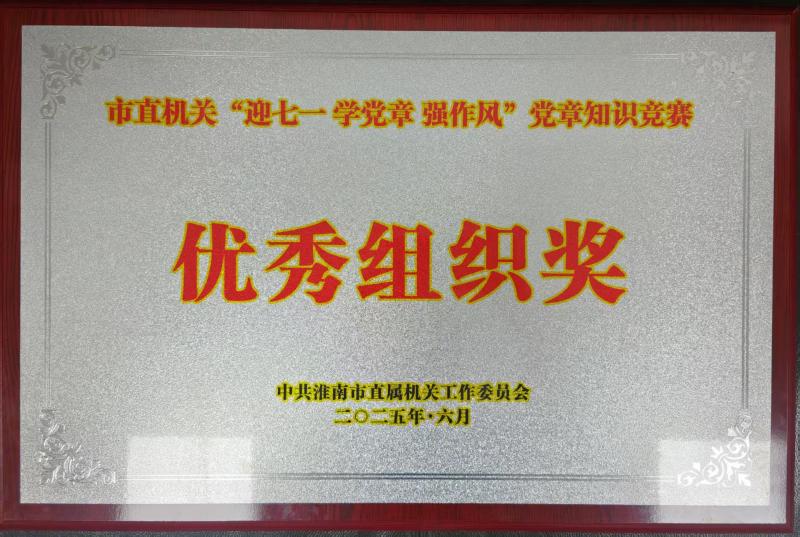 市直机关“迎七一 学党章 强作风”党章知识竞赛
优秀组织奖
中共淮南市直属机关工作委员会
二〇二五年·六月